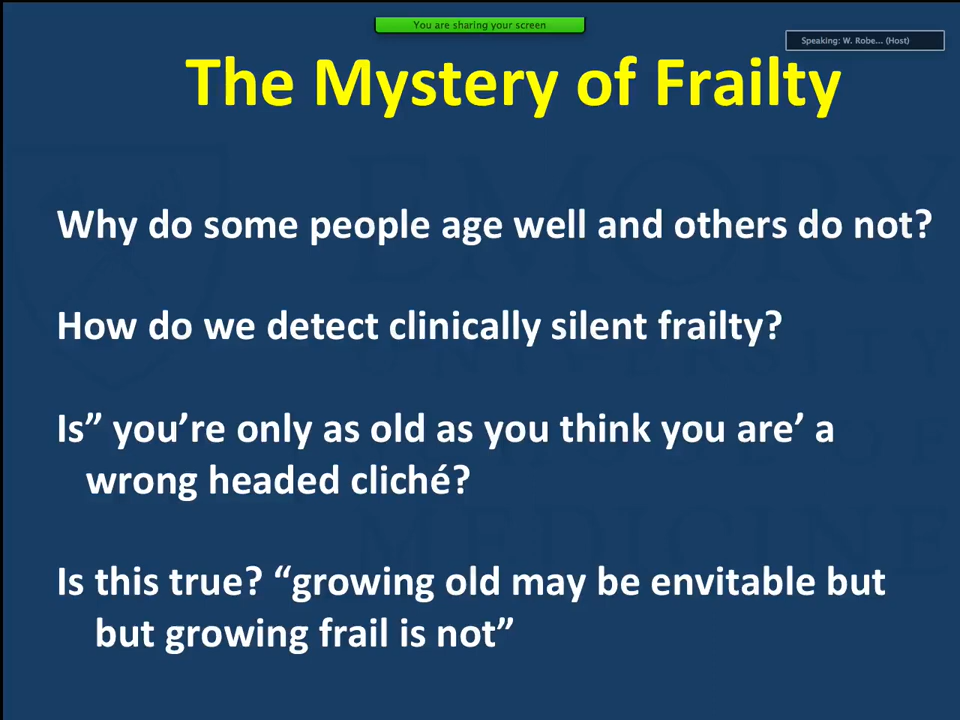 You are sharing your screen
Speaking: W. Robe... (Host)
The Mystery of Frailty
Why do some people age well and others do not?
How do we detect clinically silent frailty?
Is” you’re only as old as you think you are’ a
wrong headed cliché?
Is this true? “growing old may be envitable but
but growing frail is not”
EMORY
UNIVERSITY
MEDICINE